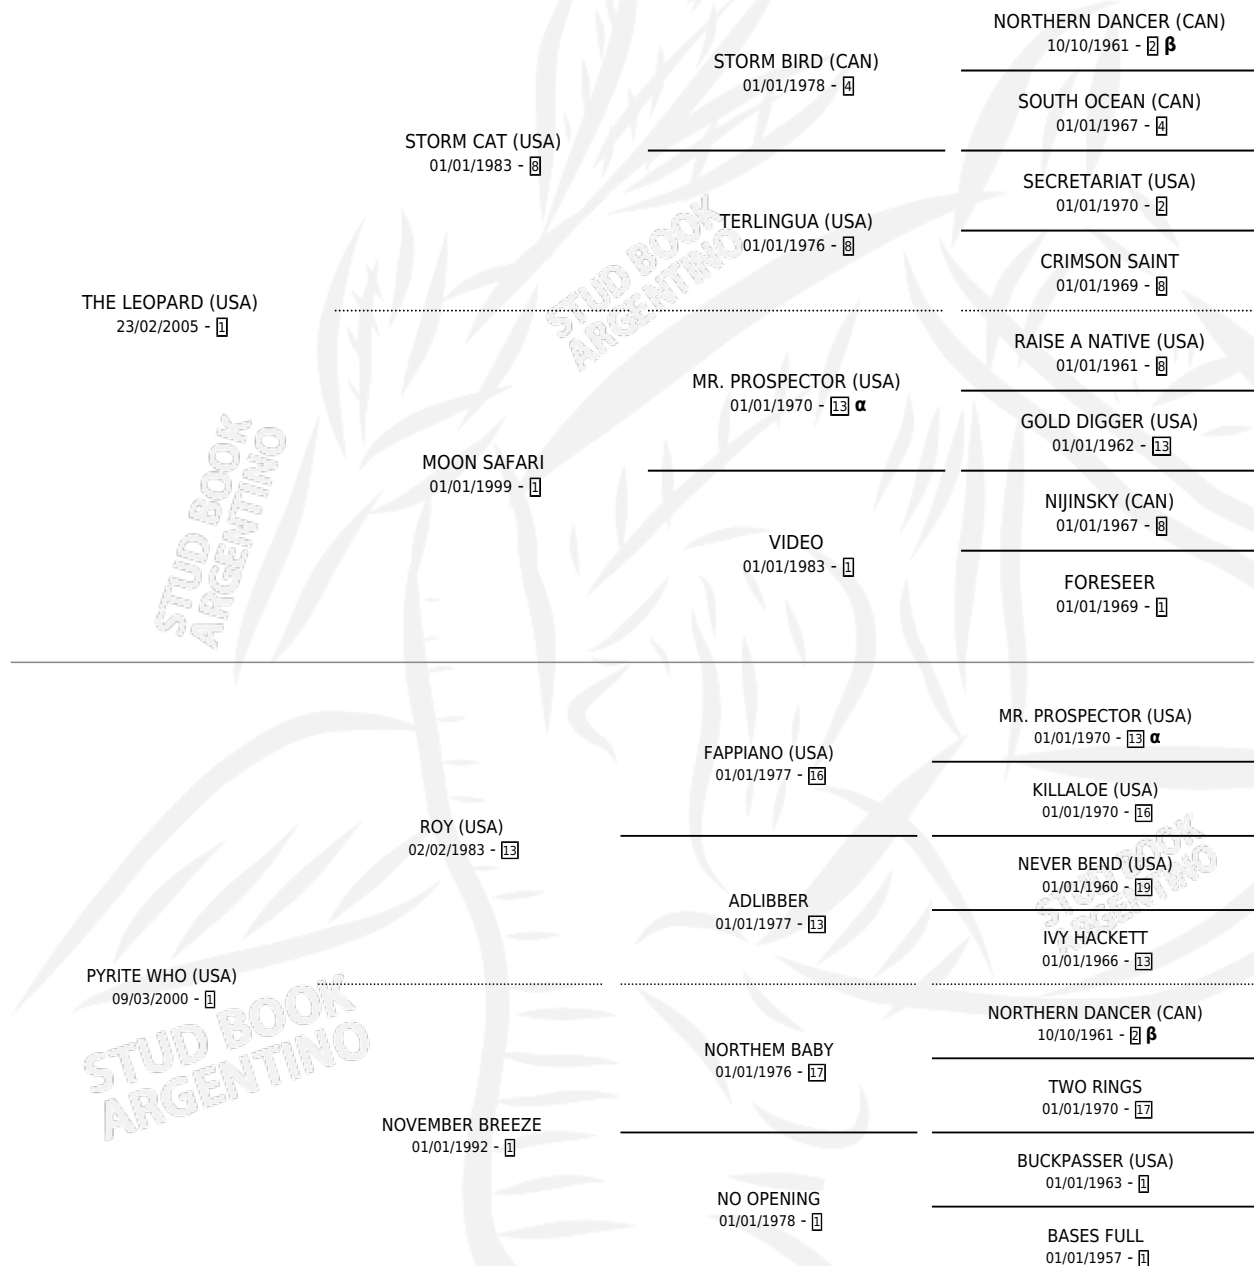 NORTHERN DANCER (CAN)
10/10/1961 - 2 β
STORM BIRD (CAN)
01/01/1978 - 4
SOUTH OCEAN (CAN)
01/01/1967 - 4
STORM CAT (USA)
01/01/1983 - 8
SECRETARIAT (USA)
01/01/1970 - 2
TERLINGUA (USA)
01/01/1976 - 8
CRIMSON SAINT
01/01/1969 - 8
THE LEOPARD (USA)
23/02/2005 - 1
RAISE A NATIVE (USA)
01/01/1961 - 8
MR. PROSPECTOR (USA)
01/01/1970 - 13 α
GOLD DIGGER (USA)
01/01/1962 - 13
MOON SAFARI
01/01/1999 - 1
NIJINSKY (CAN)
01/01/1967 - 8
VIDEO
01/01/1983 - 1
FORESEER
01/01/1969 - 1
MR. PROSPECTOR (USA)
01/01/1970 - 13 α
FAPPIANO (USA)
01/01/1977 - 16
KILLALOE (USA)
01/01/1970 - 16
ROY (USA)
02/02/1983 - 13
NEVER BEND (USA)
01/01/1960 - 19
ADLIBBER
01/01/1977 - 13
IVY HACKETT
01/01/1966 - 13
PYRITE WHO (USA)
09/03/2000 - 1
NORTHERN DANCER (CAN)
10/10/1961 - 2 β
NORTHEM BABY
01/01/1976 - 17
TWO RINGS
01/01/1970 - 17
NOVEMBER BREEZE
01/01/1992 - 1
BUCKPASSER (USA)
01/01/1963 - 1
NO OPENING
01/01/1978 - 1
BASES FULL
01/01/1957 - 1
STUD BOOK
ARGENTINO
STUD BOOK
ARGENTINO
STUD BOOK
ARGENTINO
STUD BOOK
ARGENTINO